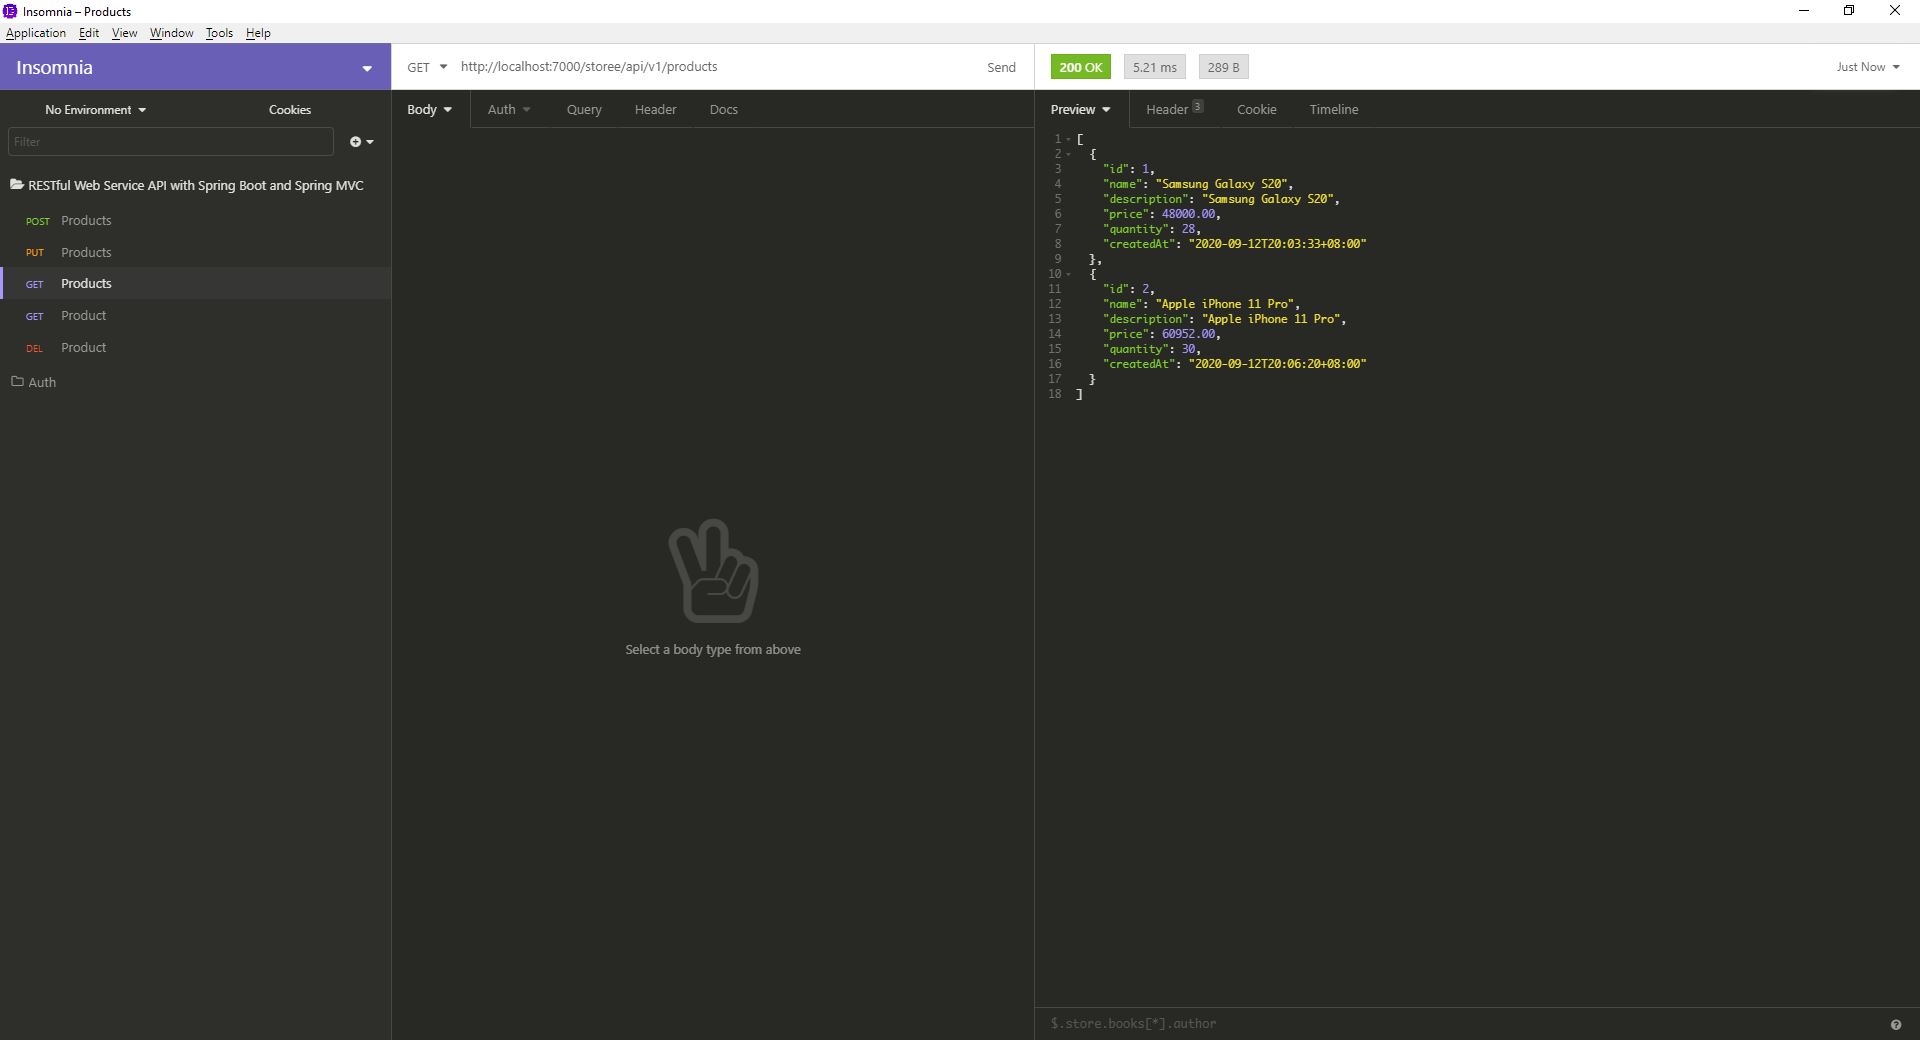 Insomnia – Products
Application Edit View Window Tools Help
Insomnia
GET http://localhost:7000/storee/api/v1/products Send
200 OK 5.21 ms 289 B Just Now
No Environment Cookies
Body Auth Query Header Docs
Preview Header 3 Cookie Timeline
Filter
RESTful Web Service API with Spring Boot and Spring MVC
POST Products
PUT Products
GET Products
GET Product
DEL Product
Auth
Select a body type from above
1 [
2 {
3 "id": 1,
4 "name": "Samsung Galaxy S20",
5 "description": "Samsung Galaxy S20",
6 "price": 48000.00,
7 "quantity": 28,
8 "createdAt": "2020-09-12T20:03:33+08:00"
9 },
10 {
11 "id": 2,
12 "name": "Apple iPhone 11 Pro",
13 "description": "Apple iPhone 11 Pro",
14 "price": 60952.00,
15 "quantity": 30,
16 "createdAt": "2020-09-12T20:06:20+08:00"
17 }
18 ]
$.store.books[*].author